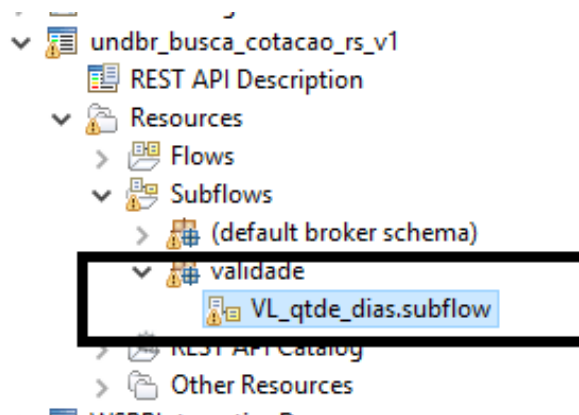 undbr_busca_cotacao_rs_v1
REST API Description
Resources
Flows
Subflows
(default broker schema)
validade
VL_qtde_dias.subflow
REST API Catalog
Other Resources